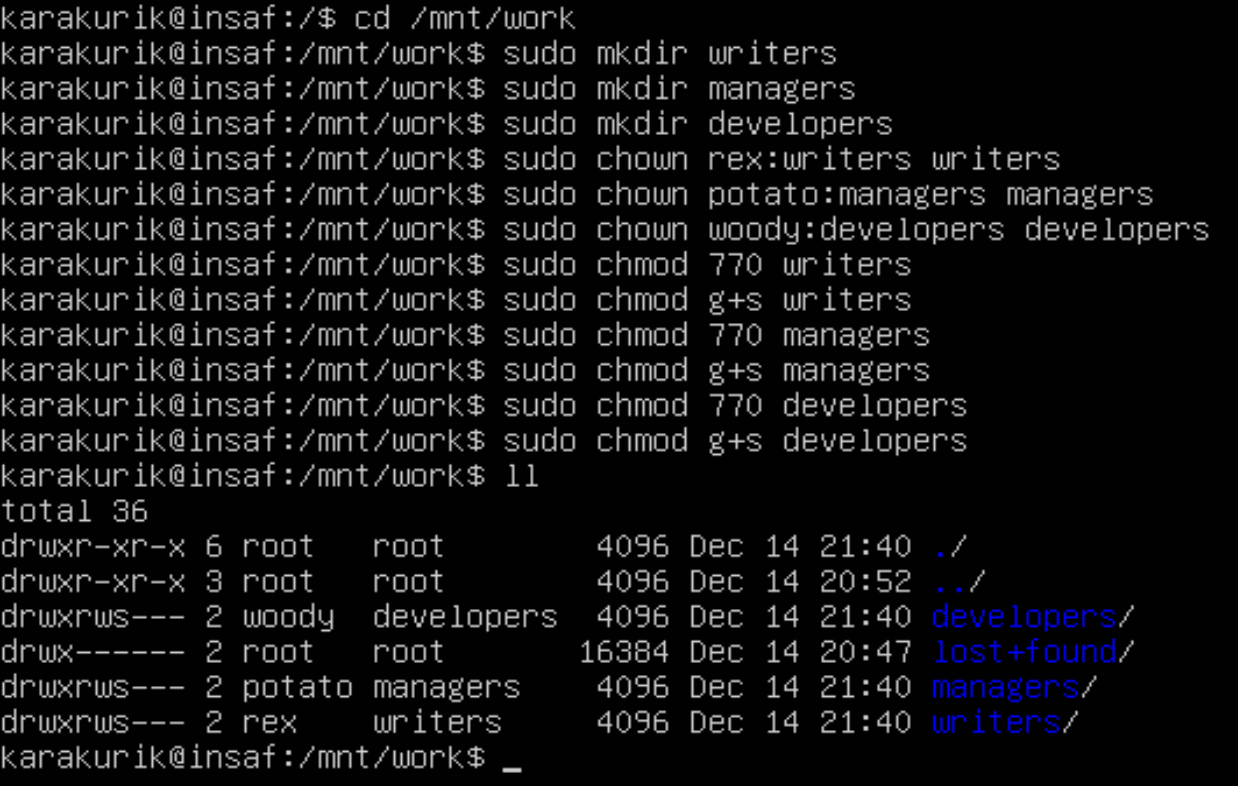 karakurik@insaf:/$ cd /mnt/work
karakurik@insaf:/mnt/work$ sudo mkdir writers
karakurik@insaf:/mnt/work$ sudo mkdir managers
karakurik@insaf:/mnt/work$ sudo mkdir developers
karakurik@insaf:/mnt/work$ sudo chown rex:writers writers
karakurik@insaf:/mnt/work$ sudo chown potato:managers managers
karakurik@insaf:/mnt/work$ sudo chown woody:developers developers
karakurik@insaf:/mnt/work$ sudo chmod 770 writers
karakurik@insaf:/mnt/work$ sudo chmod g+s writers
karakurik@insaf:/mnt/work$ sudo chmod 770 managers
karakurik@insaf:/mnt/work$ sudo chmod g+s managers
karakurik@insaf:/mnt/work$ sudo chmod 770 developers
karakurik@insaf:/mnt/work$ sudo chmod g+s developers
karakurik@insaf:/mnt/work$ ll
total 36
drwxr-xr-x 6 root   root        4096 Dec 14 21:40 ./
drwxr-xr-x 3 root   root        4096 Dec 14 20:52 ../
drwxrws--- 2 woody  developers  4096 Dec 14 21:40 developers/
drwx------ 2 root   root       16384 Dec 14 20:47 lost+found/
drwxrws--- 2 potato managers    4096 Dec 14 21:40 managers/
drwxrws--- 2 rex    writers     4096 Dec 14 21:40 writers/
karakurik@insaf:/mnt/work$ _